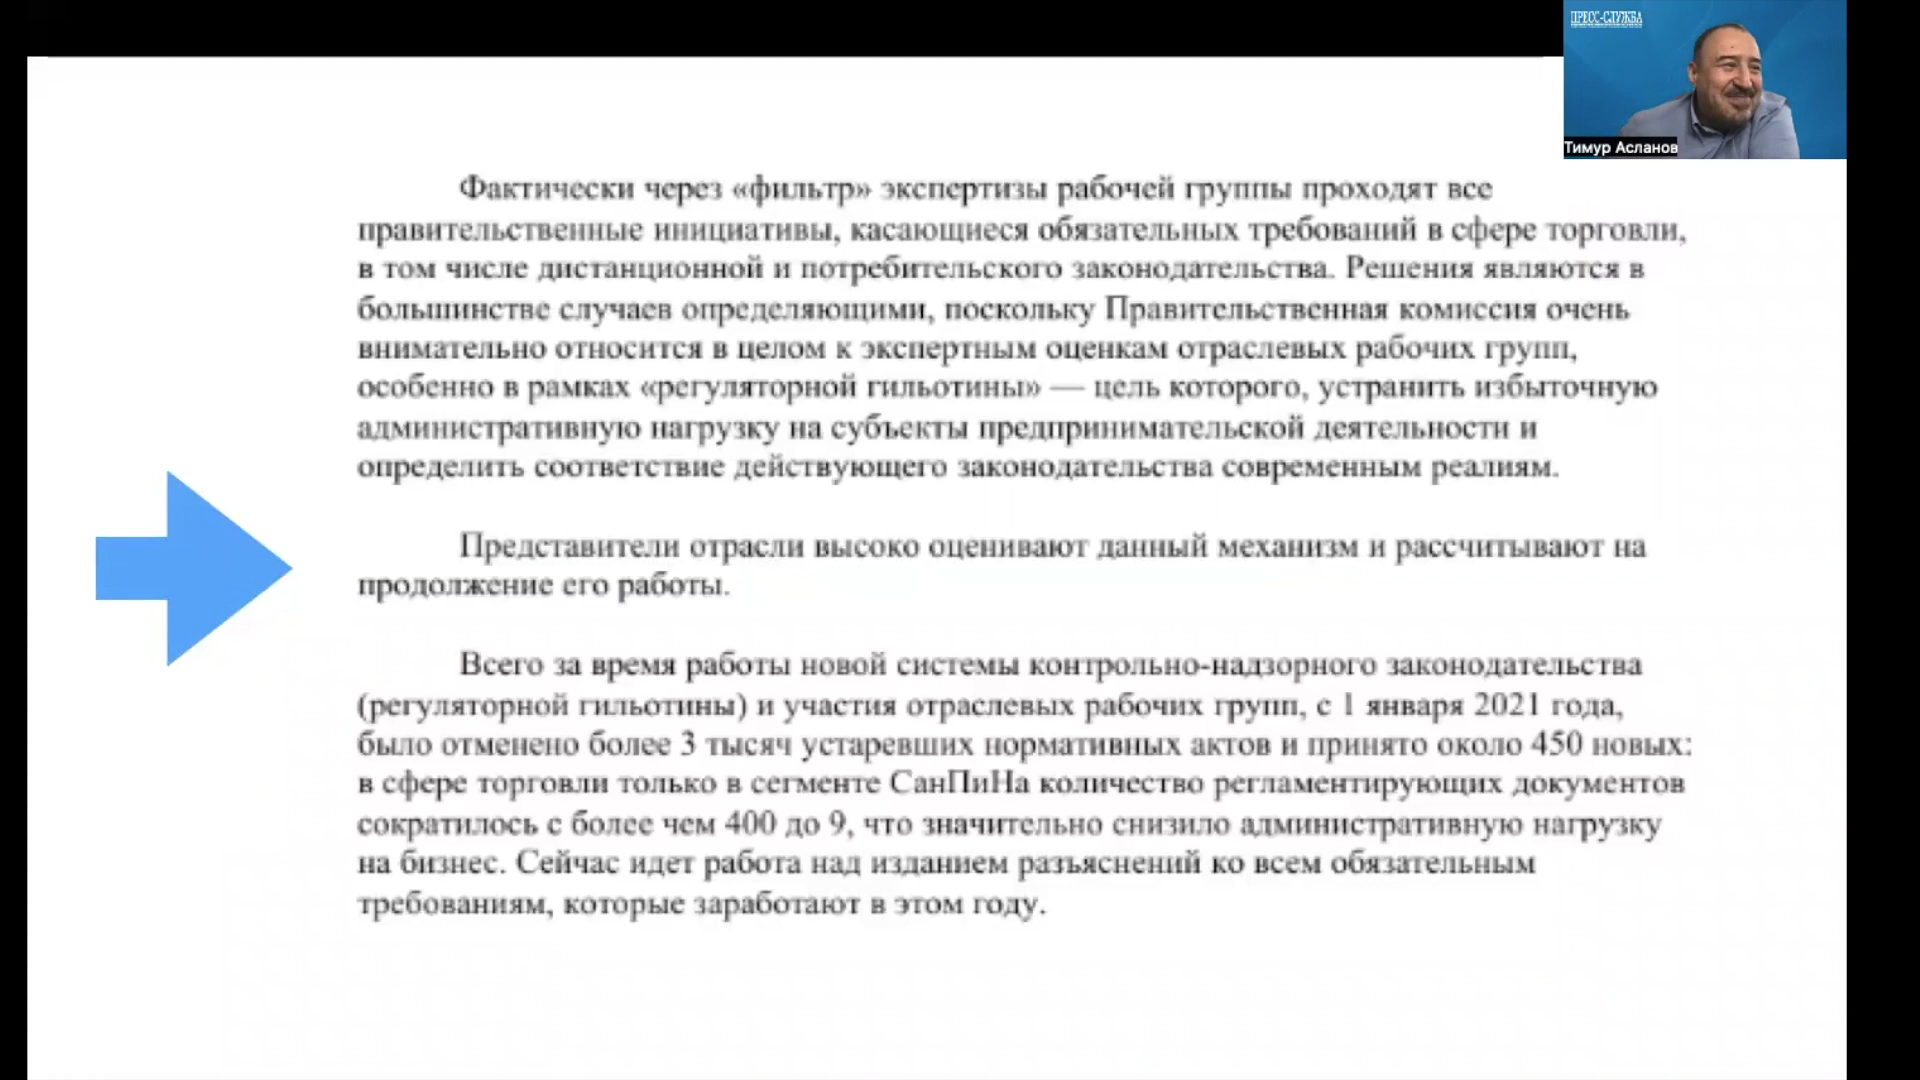 ПРЕСС-СЛУЖБА
Тимур Асланов
Фактически через «фильтр» экспертизы рабочей группы проходят все
правительственные инициативы, касающиеся обязательных требований в сфере торговли,
в том числе дистанционной и потребительского законодательства. Решения являются в
большинстве случаев определяющими, поскольку Правительственная комиссия очень
внимательно относится в целом к экспертным оценкам отраслевых рабочих групп,
особенно в рамках «регуляторной гильотины» — цель которого, устранить избыточную
административную нагрузку на субъекты предпринимательской деятельности и
определить соответствие действующего законодательства современным реалиям.
Представители отрасли высоко оценивают данный механизм и рассчитывают на
продолжение его работы.
Всего за время работы новой системы контрольно-надзорного законодательства
(регуляторной гильотины) и участия отраслевых рабочих групп, с 1 января 2021 года,
было отменено более 3 тысяч устаревших нормативных актов и принято около 450 новых:
в сфере торговли только в сегменте СанПиНа количество регламентирующих документов
сократилось с более чем 400 до 9, что значительно снизило административную нагрузку
на бизнес. Сейчас идет работа над изданием разъяснений ко всем обязательным
требованиям, которые заработают в этом году.